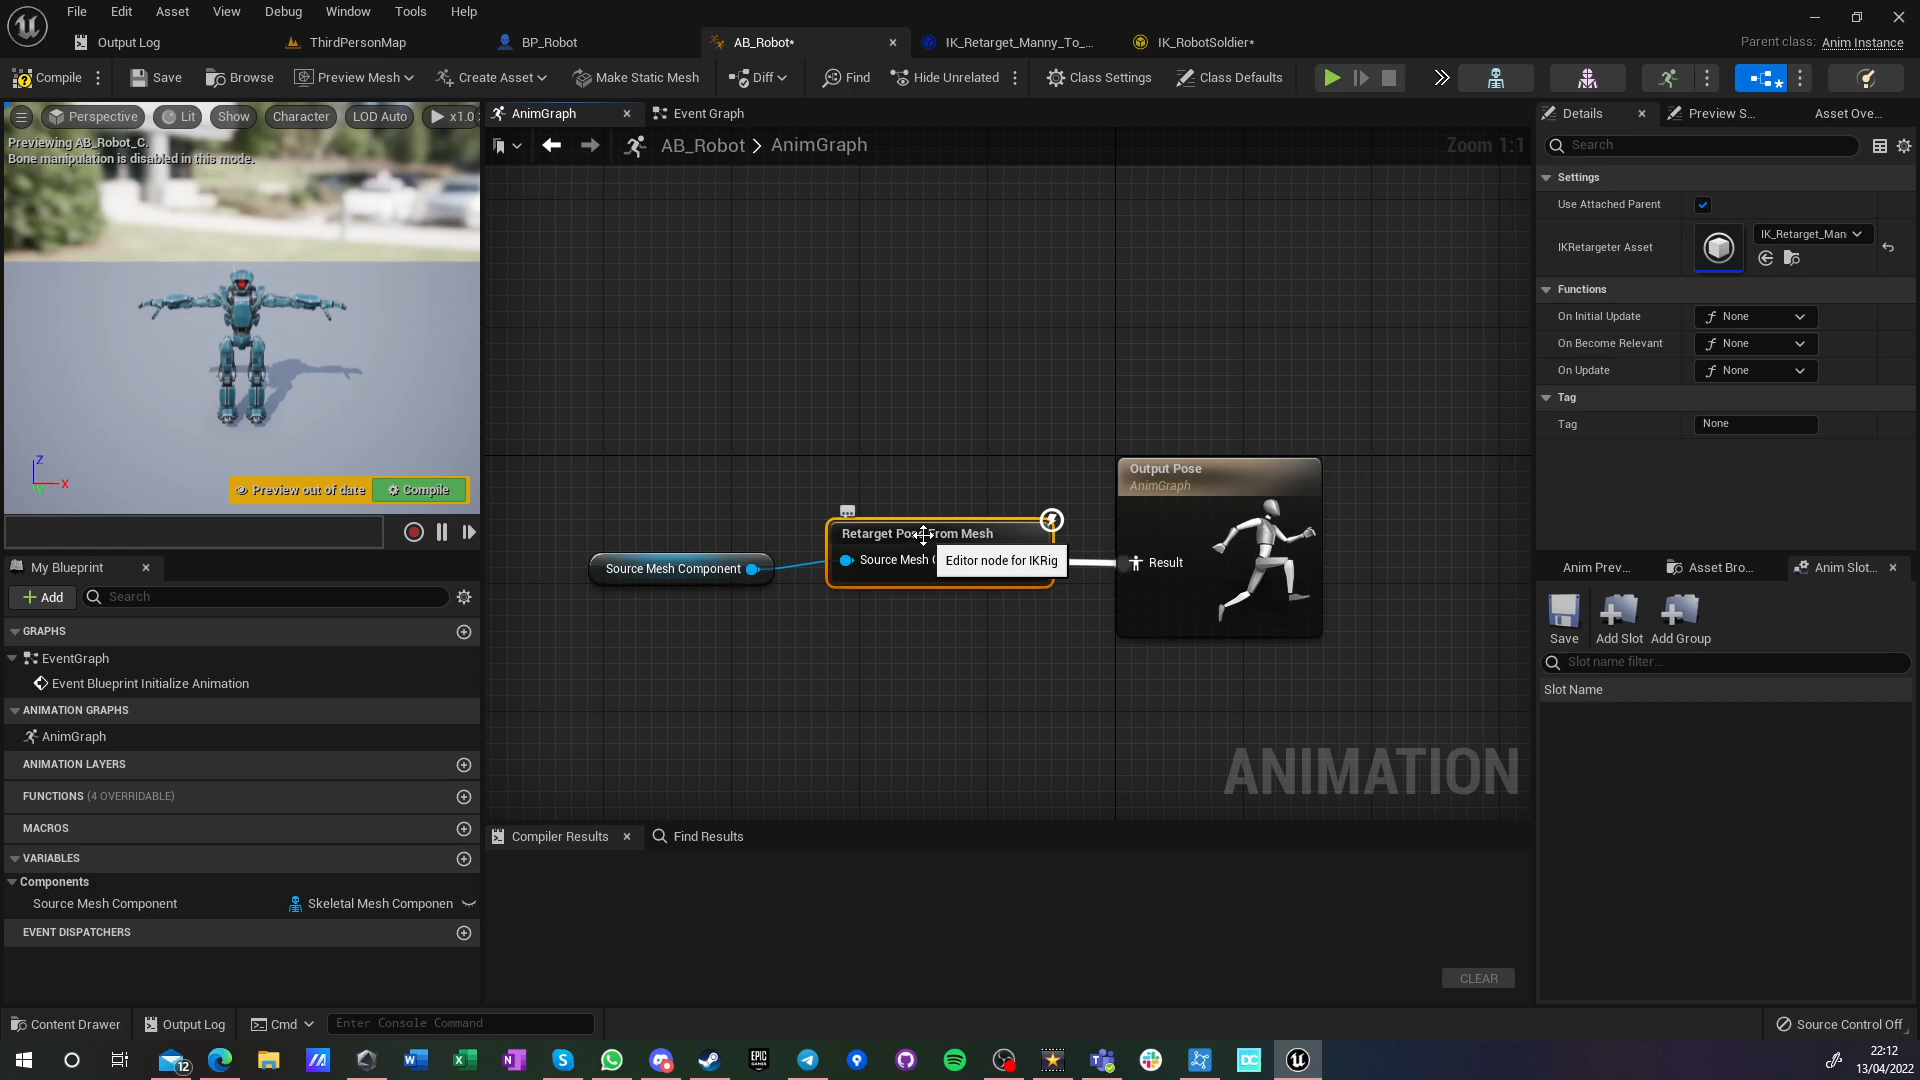 File Edit Asset View Debug Window Tools Help
Output Log ThirdPersonMap BP_Robot AB_Robot* IK_Retarget_Manny_To_... IK_RobotSoldier* Parent class: Anim Instance
Compile Save Browse Preview Mesh Create Asset Make Static Mesh Diff Find Hide Unrelated Class Settings Class Defaults
Perspective Lit Show Character LOD Auto x1.0
Previewing AB_Robot_C.
Bone manipulation is disabled in this mode.
Z
X
Y
Preview out of date Compile
AnimGraph Event Graph
AB_Robot > AnimGraph Zoom 1:1
Source Mesh Component
Retarget Pose From Mesh
Source Mesh C
Editor node for IKRig
Output Pose
AnimGraph
Result
ANIMATION
Compiler Results Find Results
CLEAR
My Blueprint
Add Search
GRAPHS
EventGraph
Event Blueprint Initialize Animation
ANIMATION GRAPHS
AnimGraph
ANIMATION LAYERS
FUNCTIONS (4 OVERRIDABLE)
MACROS
VARIABLES
Components
Source Mesh Component Skeletal Mesh Componen
EVENT DISPATCHERS
Details Preview S... Asset Ove...
Search
Settings
Use Attached Parent
IKRetargeter Asset IK_Retarget_Man
Functions
On Initial Update None
On Become Relevant None
On Update None
Tag
Tag None
Anim Prev... Asset Bro... Anim Slot...
Save Add Slot Add Group
Slot name filter...
Slot Name
Content Drawer Output Log Cmd Enter Console Command Source Control Off
12
EPIC GAMES
DC
22:12
13/04/2022